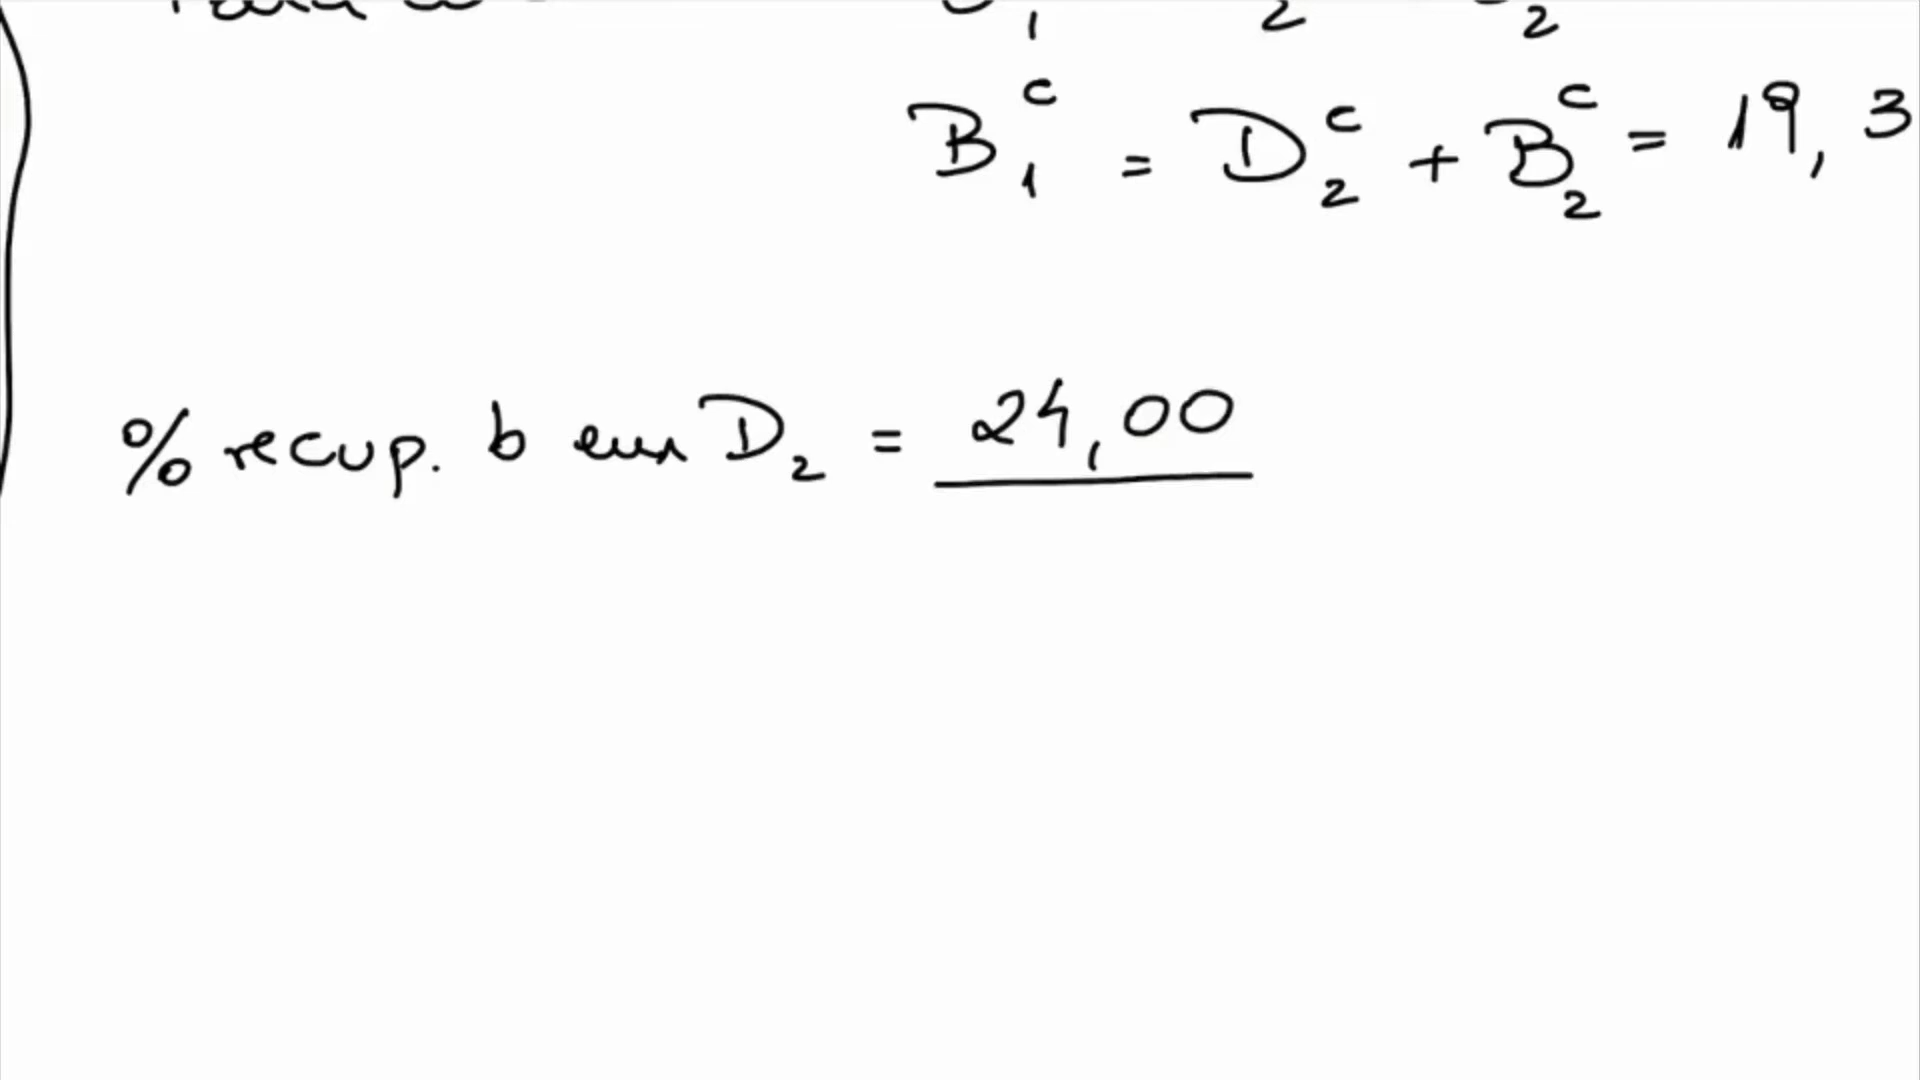 B₁ᶜ = D₂ᶜ + B₂ᶜ = 19,3
% recup. b em D₂ = 24,00